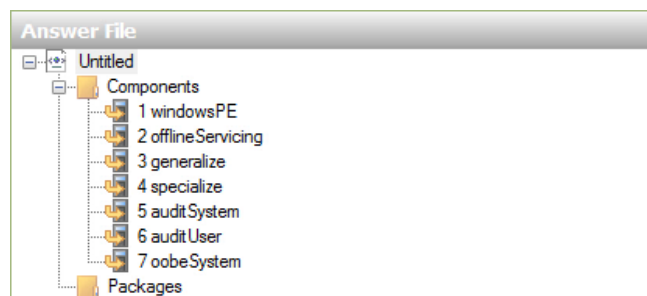 Answer File
Untitled
Components
1 windowsPE
2 offlineServicing
3 generalize
4 specialize
5 auditSystem
6 auditUser
7 oobeSystem
Packages